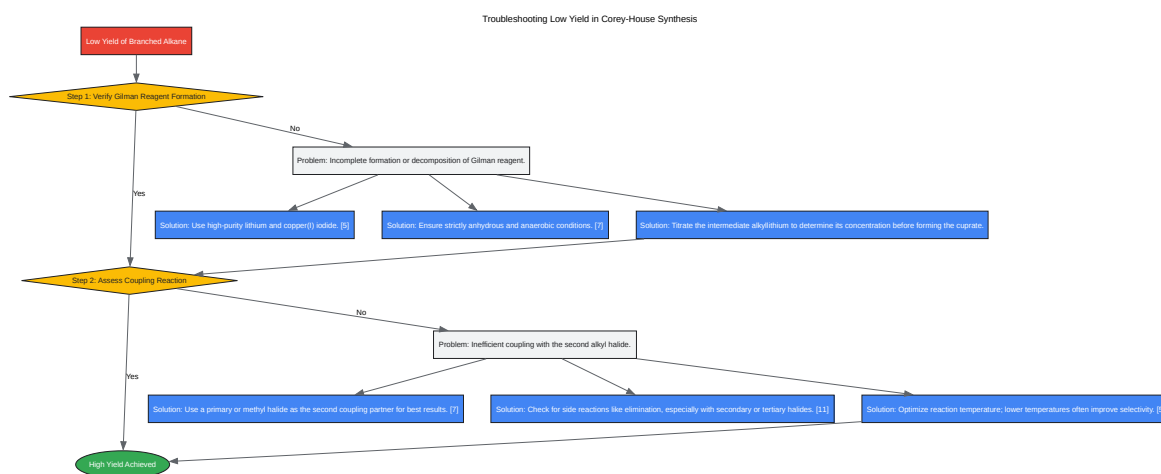 Troubleshooting Low Yield in Corey-House Synthesis
Low Yield of Branched Alkane
Step 1: Verify Gilman Reagent Formation
No
Problem: Incomplete formation or decomposition of Gilman reagent.
Yes
Solution: Use high-purity lithium and copper(I) iodide. [5]
Solution: Ensure strictly anhydrous and anaerobic conditions. [7]
Solution: Titrate the intermediate alkyllithium to determine its concentration before forming the cuprate.
Step 2: Assess Coupling Reaction
No
Problem: Inefficient coupling with the second alkyl halide.
Yes
Solution: Use a primary or methyl halide as the second coupling partner for best results. [7]
Solution: Check for side reactions like elimination, especially with secondary or tertiary halides. [11]
Solution: Optimize reaction temperature; lower temperatures often improve selectivity.
High Yield Achieved